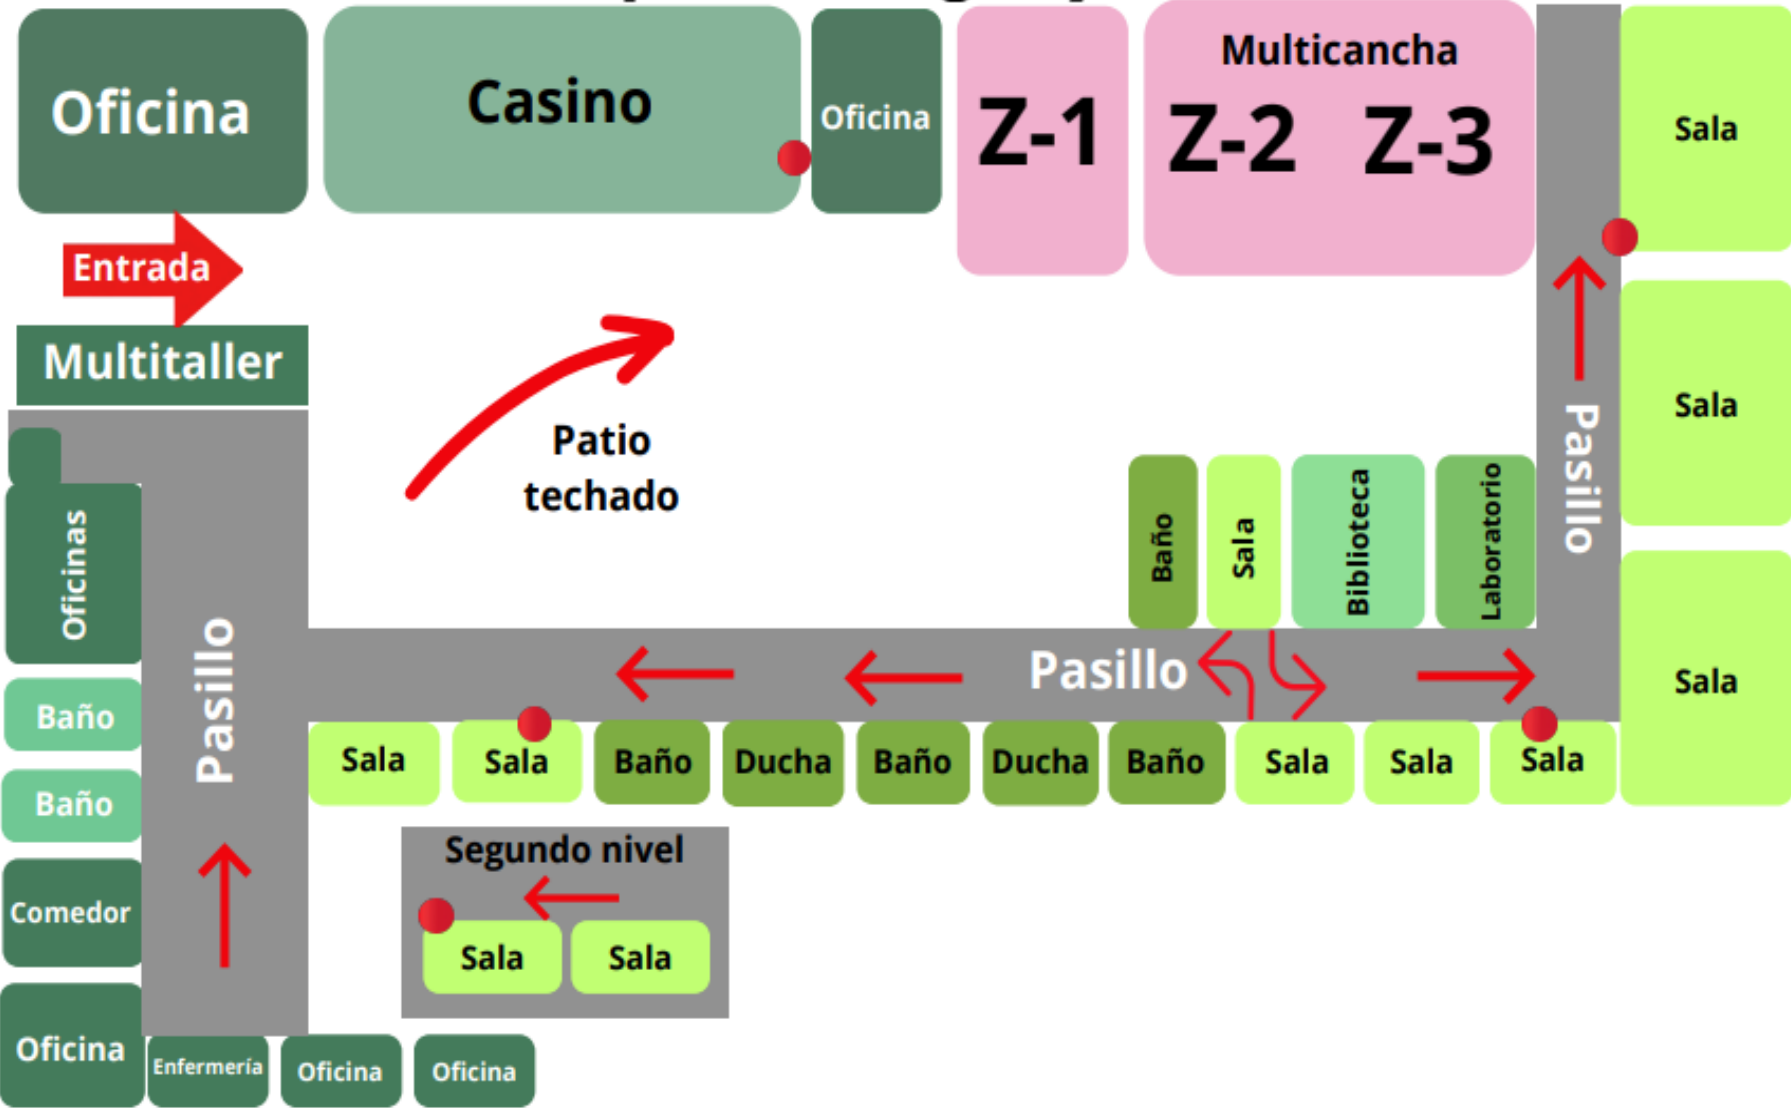 Oficina
Casino
Oficina
Z-1
Multicancha
Z-2 Z-3
Sala
Entrada
Multitaller
Patio
techado
Sala
Pasillo
Oficinas
Baño
Sala
Biblioteca
Laboratorio
Pasillo
Pasillo
Sala
Baño
Sala
Sala
Baño
Ducha
Baño
Ducha
Baño
Sala
Sala
Sala
Baño
Segundo nivel
Comedor
Sala
Sala
Oficina
Enfermería
Oficina
Oficina